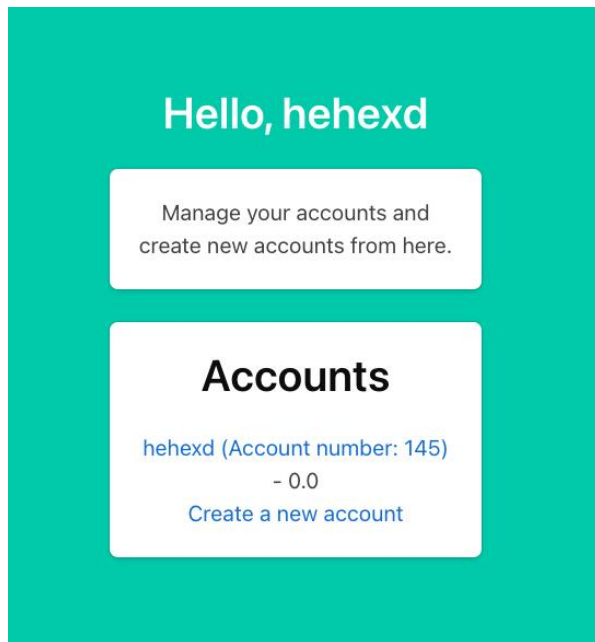 Hello, hehexd
Manage your accounts and
create new accounts from here.
Accounts
hehexd (Account number: 145)
- 0.0
Create a new account